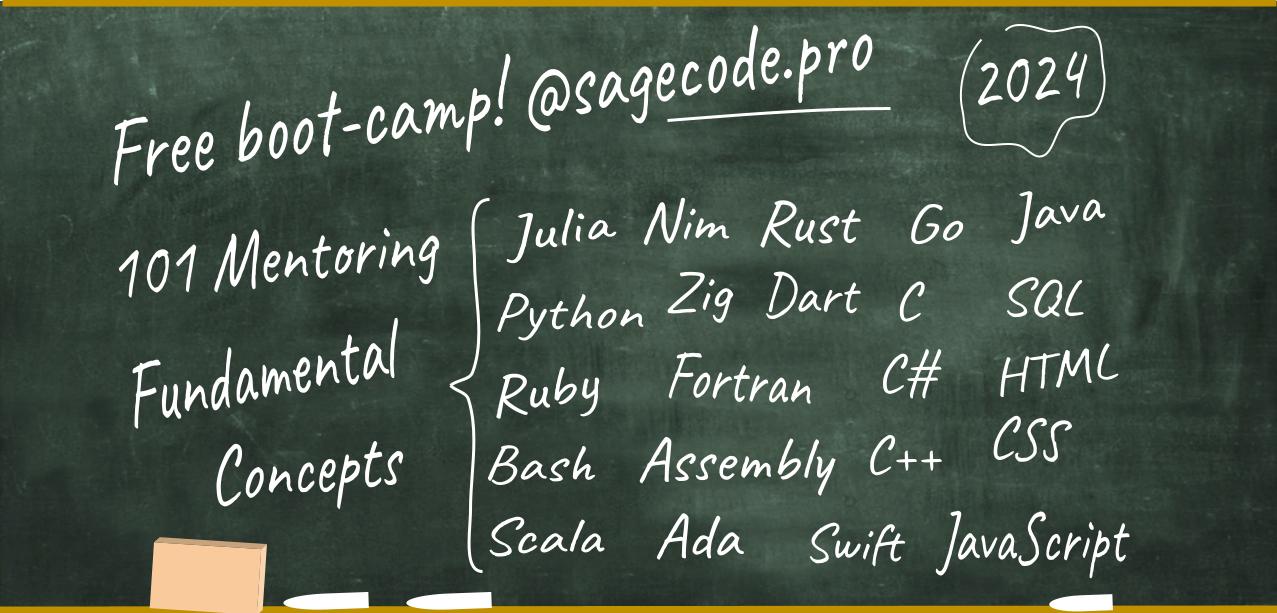 Free boot-camp! @sagecode.pro
2024
101 Mentoring
Fundamental
Concepts
Julia Nim Rust Go Java
Python Zig Dart C SQL
Ruby Fortran C# HTML
Bash Assembly C++ CSS
Scala Ada Swift JavaScript